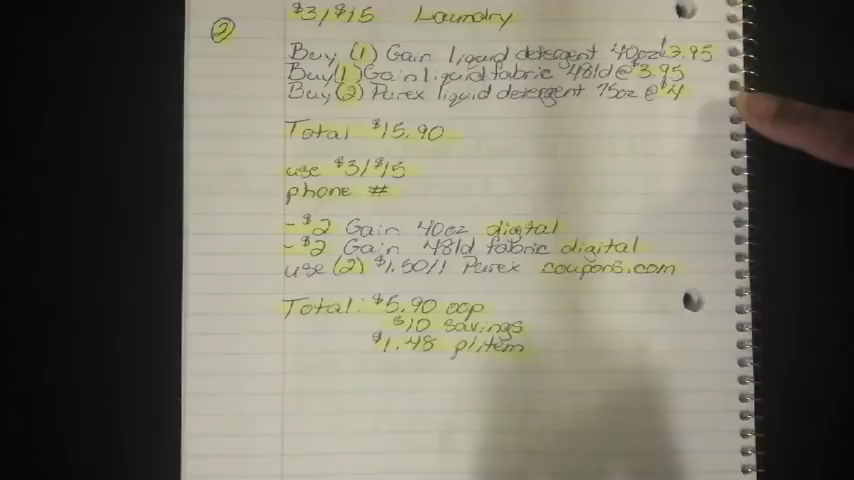 $3/$15 Laundry
2
Buy (1) Gain liquid detergent 40oz @ $3.95
Buy (1) Gain liquid fabric 48ld @ $3.95
Buy (2) Purex liquid detergent 75oz @ $4
Total $15.90
use $3/$15
phone #
-$2 Gain 40oz digital
-$2 Gain 48ld fabric digital
use (2) $1.50/1 Purex coupons.com
Total: $5.90 oop
$10 savings
$1.48 p/item